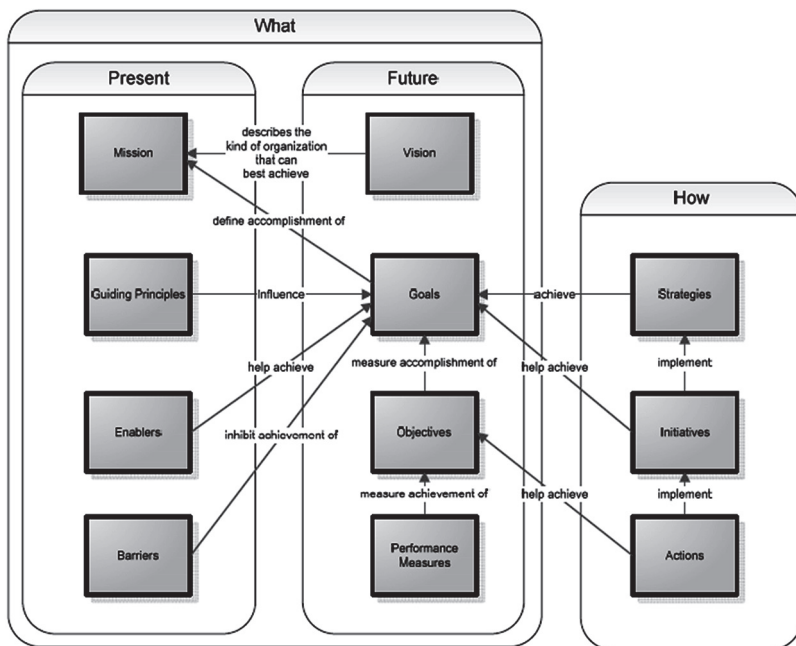 What
Present
Future
Mission
describes the
kind of organization
that can
best achieve
Vision
define accomplishment of
How
Guiding Principles
Influence
Goals
achieve
Strategies
help achieve
measure accomplishment of
help achieve
implement
Enablers
inhibit achievement of
Objectives
Initiatives
measure achievement of
help achieve
implement
Barriers
Performance
Measures
Actions